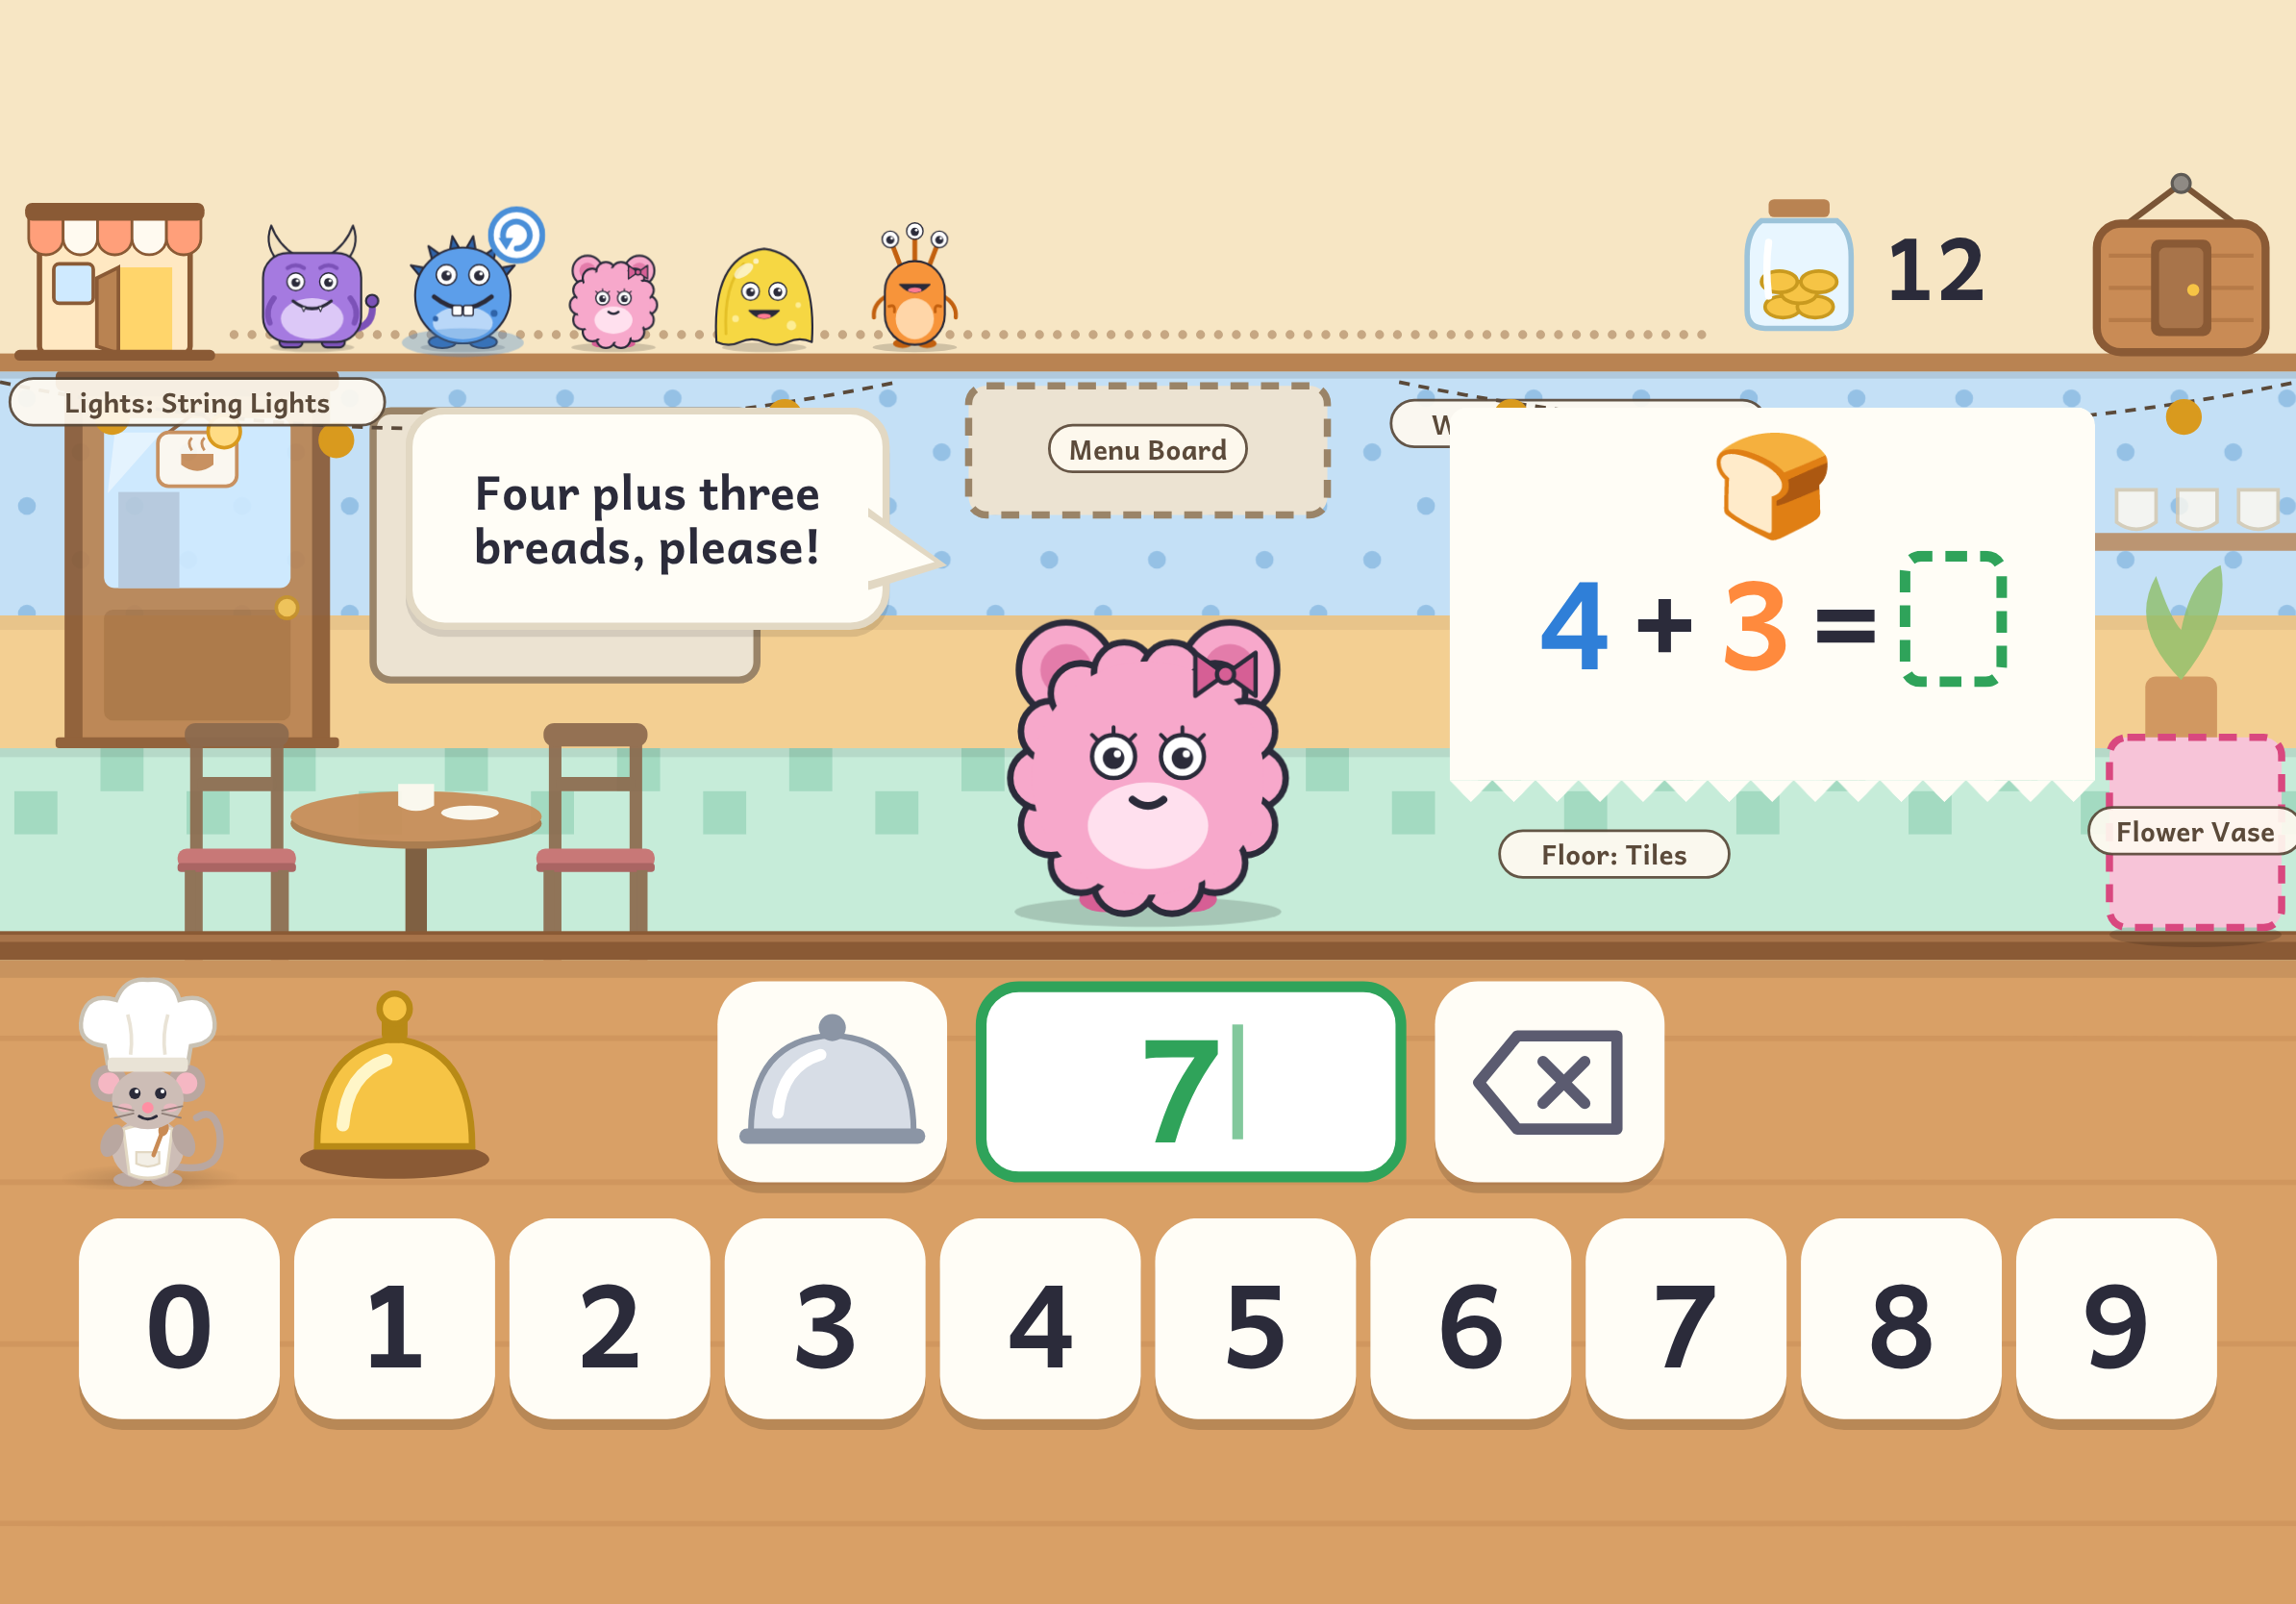 12
Lights: String Lights
Menu Board
W
Four plus three
breads, please!
4 + 3 =
Floor: Tiles
Flower Vase
7
0 1 2 3 4 5 6 7 8 9